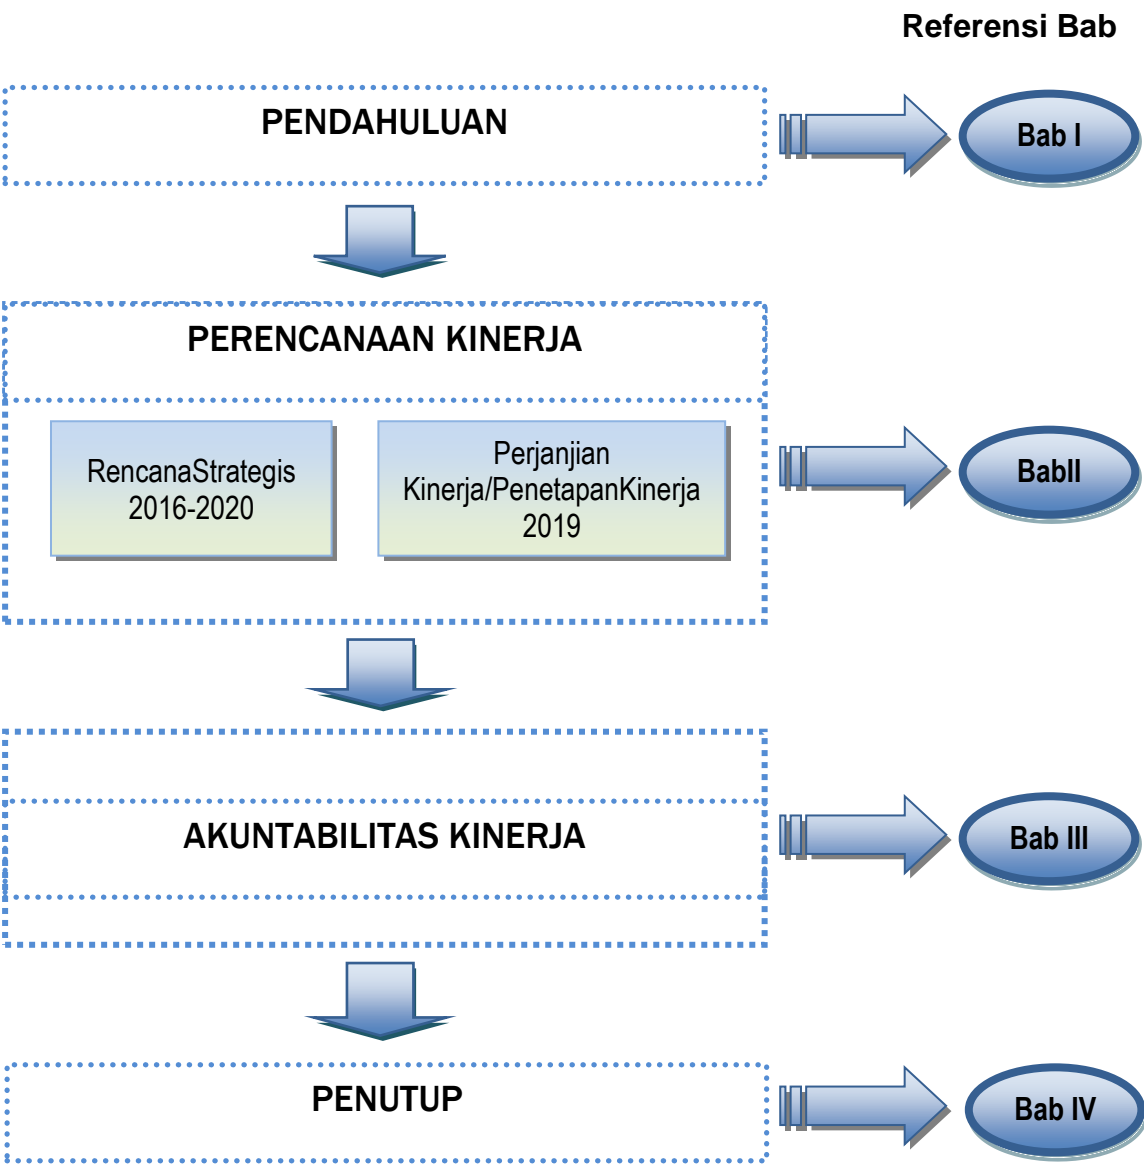 Referensi Bab
PENDAHULUAN
Bab I
PERENCANAAN KINERJA
RencanaStrategis
2016-2020
Perjanjian
Kinerja/PenetapanKinerja
2019
BabII
AKUNTABILITAS KINERJA
Bab III
PENUTUP
Bab IV